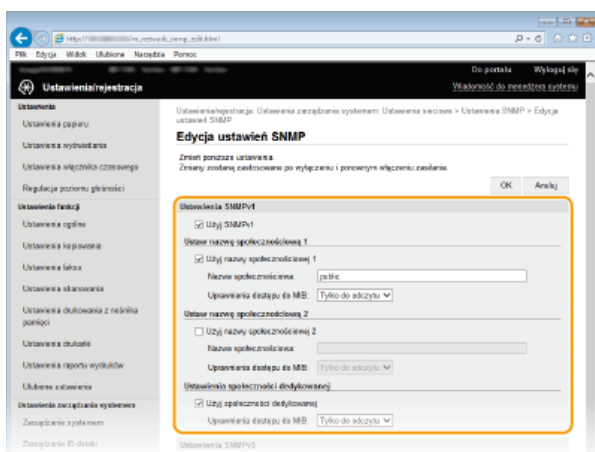 /m_network_snmp_edit.html
Plik Edycja Widok Ulubione Narzędzia Pomoc
Do portalu Wyloguj się
Ustawienia/rejestracja
Wiadomość do menedżera systemu
Ustawienia
Ustawienia papieru
Ustawienia wyświetlania
Ustawienia włącznika czasowego
Regulacja poziomu głośności
Ustawienia funkcji
Ustawienia ogólne
Ustawienia kopiowania
Ustawienia faksu
Ustawienia skanowania
Ustawienia drukowania z nośnika
pamięci
Ustawienia drukarki
Ustawienia raportu wydruków
Ulubione ustawienia
Ustawienia zarządzania systemem
Zarządzanie systemem
Zarządzanie ID działu
Ustawienia/rejestracja: Ustawienia zarządzania systemem: Ustawienia sieciowe > Ustawienia SNMP > Edycja
ustawień SNMP
Edycja ustawień SNMP
Zmień poniższe ustawienia.
Zmiany zostaną zastosowane po wyłączeniu i ponownym włączeniu zasilania.
OK Anuluj
Ustawienia SNMPv1
Użyj SNMPv1
Ustaw nazwę społecznościową 1
Użyj nazwy społecznościowej 1
Nazwa społecznościowa: public
Uprawnienia dostępu do MIB: Tylko do odczytu
Ustaw nazwę społecznościową 2
Użyj nazwy społecznościowej 2
Nazwa społecznościowa:
Uprawnienia dostępu do MIB: Tylko do odczytu
Ustawienia społeczności dedykowanej
Użyj społeczności dedykowanej
Uprawnienia dostępu do MIB: Tylko do odczytu
Ustawienia SNMPv3